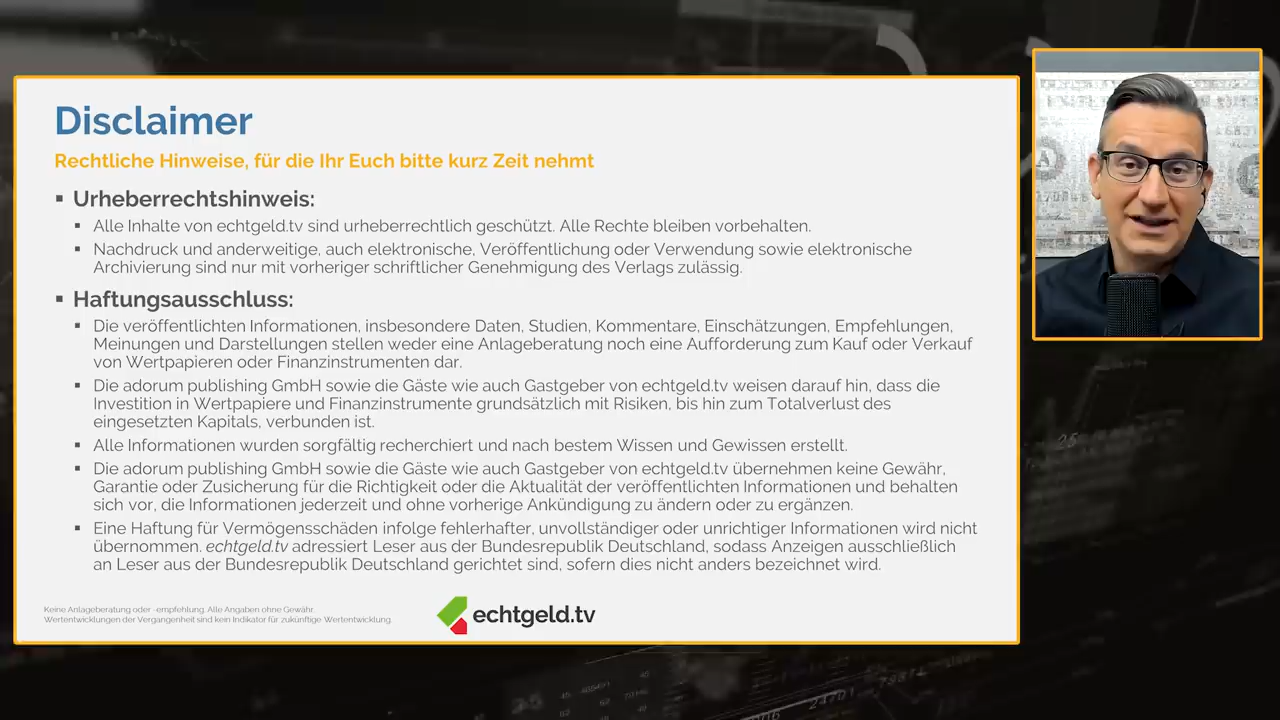 Disclaimer
Rechtliche Hinweise, für die Ihr Euch bitte kurz Zeit nehmt
▪ Urheberrechtshinweis:
▪ Alle Inhalte von echtgeld.tv sind urheberrechtlich geschützt. Alle Rechte bleiben vorbehalten.
▪ Nachdruck und anderweitige, auch elektronische, Veröffentlichung oder Verwendung sowie elektronische
Archivierung sind nur mit vorheriger schriftlicher Genehmigung des Verlags zulässig.
▪ Haftungsausschluss:
▪ Die veröffentlichten Informationen, insbesondere Daten, Studien, Kommentare, Einschätzungen, Empfehlungen,
Meinungen und Darstellungen stellen weder eine Anlageberatung noch eine Aufforderung zum Kauf oder Verkauf
von Wertpapieren oder Finanzinstrumenten dar.
▪ Die adorum publishing GmbH sowie die Gäste wie auch Gastgeber von echtgeld.tv weisen darauf hin, dass die
Investition in Wertpapiere und Finanzinstrumente grundsätzlich mit Risiken, bis hin zum Totalverlust des
eingesetzten Kapitals, verbunden ist.
▪ Alle Informationen wurden sorgfältig recherchiert und nach bestem Wissen und Gewissen erstellt.
▪ Die adorum publishing GmbH sowie die Gäste wie auch Gastgeber von echtgeld.tv übernehmen keine Gewähr,
Garantie oder Zusicherung für die Richtigkeit oder die Aktualität der veröffentlichten Informationen und behalten
sich vor, die Informationen jederzeit und ohne vorherige Ankündigung zu ändern oder zu ergänzen.
▪ Eine Haftung für Vermögensschäden infolge fehlerhafter, unvollständiger oder unrichtiger Informationen wird nicht
übernommen. echtgeld.tv adressiert Leser aus der Bundesrepublik Deutschland, sodass Anzeigen ausschließlich
an Leser aus der Bundesrepublik Deutschland gerichtet sind, sofern dies nicht anders bezeichnet wird.
Keine Anlageberatung oder -empfehlung. Alle Angaben ohne Gewähr.
Wertentwicklungen der Vergangenheit sind kein Indikator für zukünftige Wertentwicklung.
echtgeld.tv